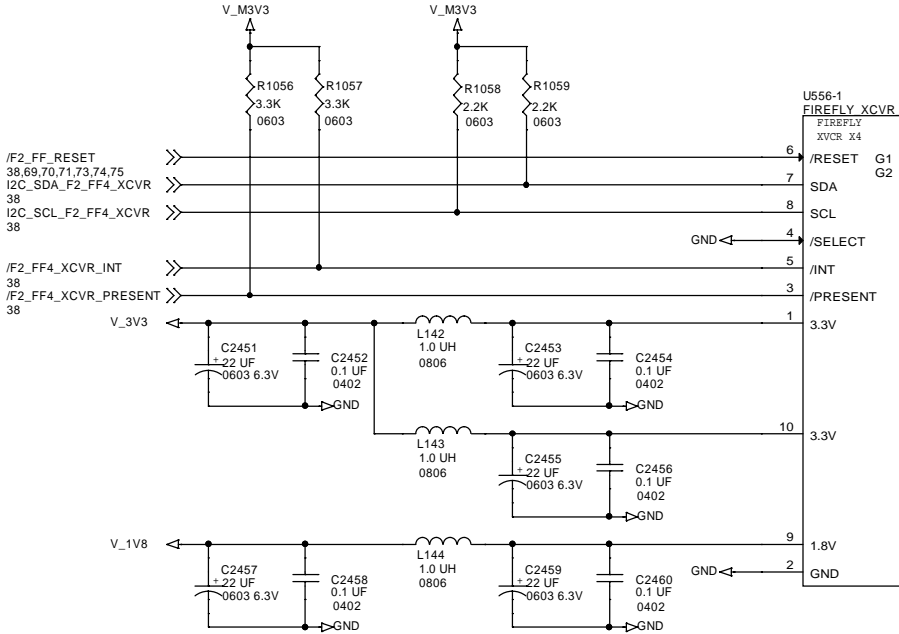 V_M3V3
V_M3V3
R1056
3.3K
0603
R1057
3.3K
0603
R1058
2.2K
0603
R1059
2.2K
0603
U556-1
FIREFLY_XCVR
FIREFLY
XVCR X4
/F2_FF_RESET
38,69,70,71,73,74,75
6
/RESET
G1
G2
I2C_SDA_F2_FF4_XCVR
38
7
SDA
I2C_SCL_F2_FF4_XCVR
38
8
SCL
GND
4
/SELECT
/F2_FF4_XCVR_INT
38
5
/INT
/F2_FF4_XCVR_PRESENT
38
3
/PRESENT
V_3V3
1
3.3V
L142
1.0 UH
0806
C2451
+ 22 UF
0603 6.3V
C2452
0.1 UF
0402
GND
C2453
+ 22 UF
0603 6.3V
C2454
0.1 UF
0402
GND
10
3.3V
L143
1.0 UH
0806
C2455
+ 22 UF
0603 6.3V
C2456
0.1 UF
0402
GND
V_1V8
9
1.8V
L144
1.0 UH
0806
GND
2
GND
C2457
+ 22 UF
0603 6.3V
C2458
0.1 UF
0402
GND
C2459
+ 22 UF
0603 6.3V
C2460
0.1 UF
0402
GND